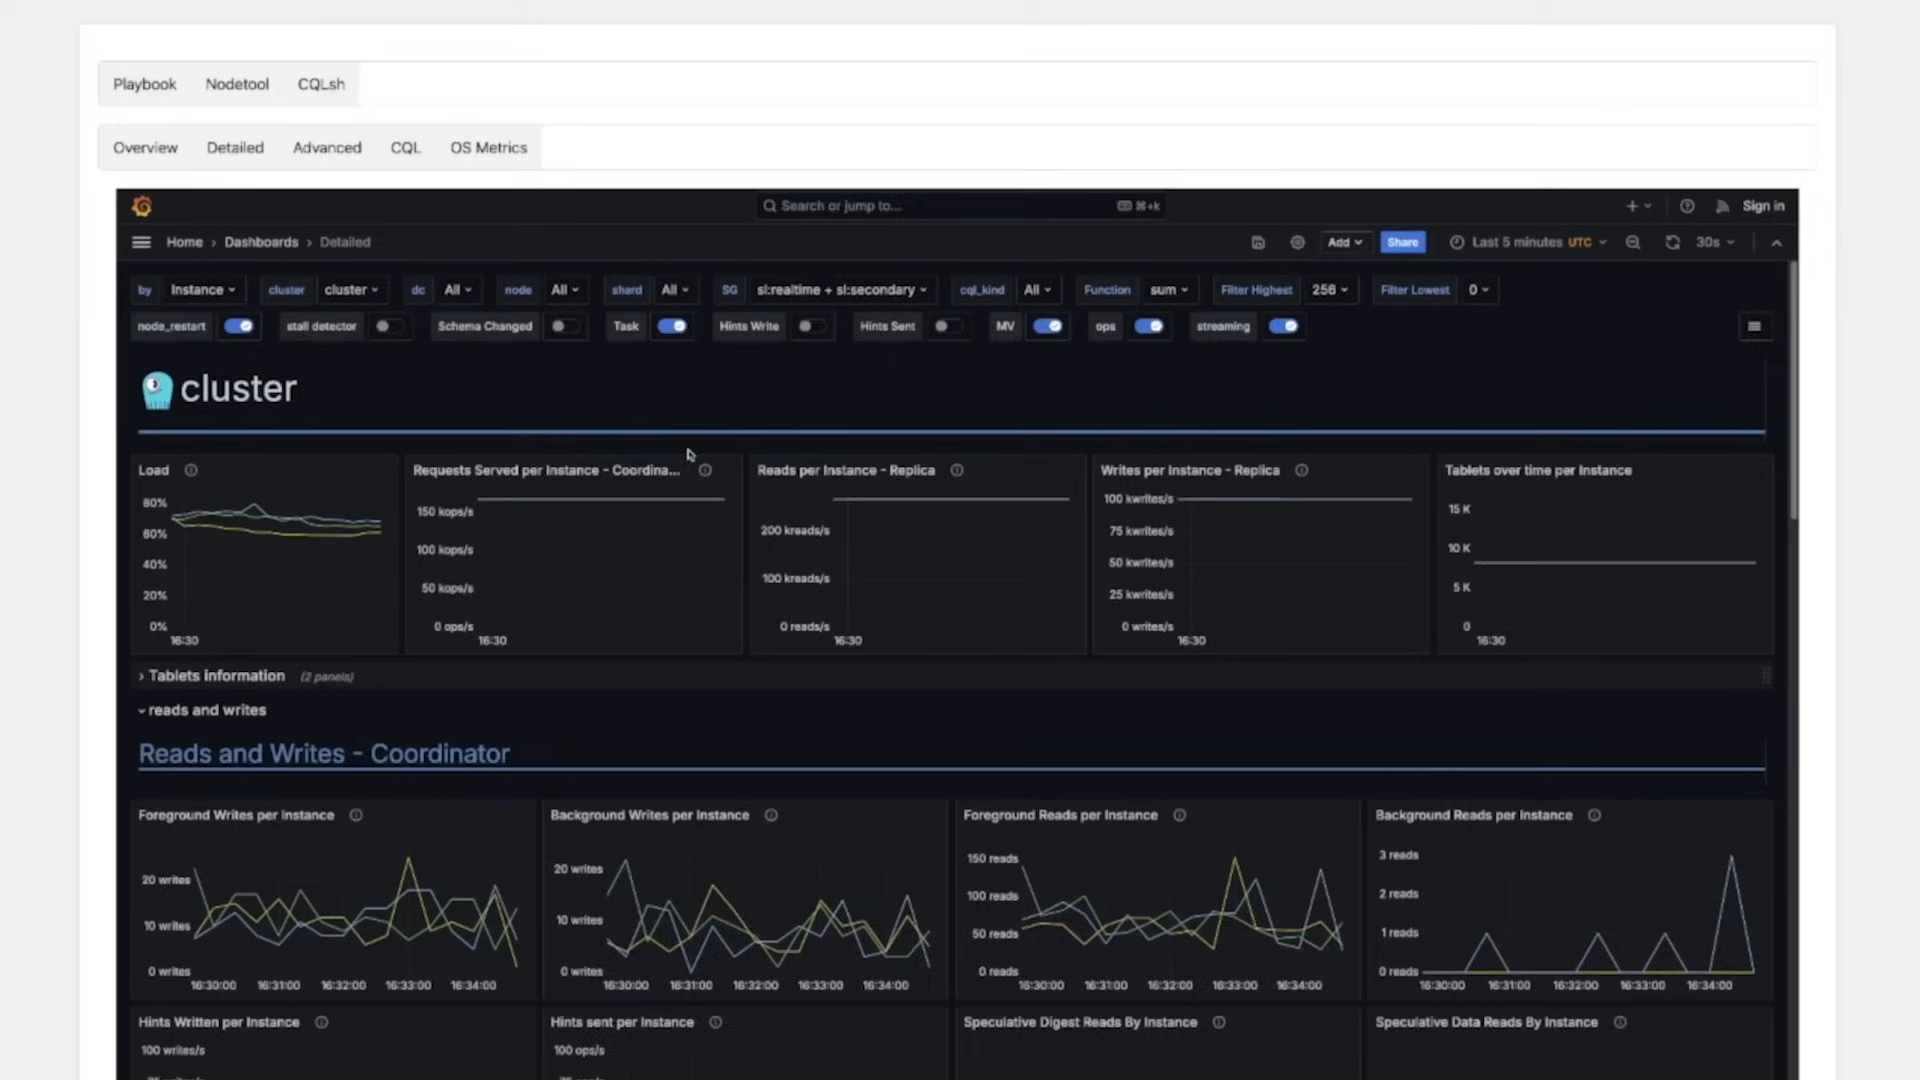 Playbook Nodetool CQLsh
Overview Detailed Advanced CQL OS Metrics
Search or jump to... ⌘+k + Sign in
Home › Dashboards › Detailed Add Share Last 5 minutes UTC 30s
by Instance cluster cluster dc All node All shard All SG sl:realtime + sl:secondary cql_kind All Function sum Filter Highest 256 Filter Lowest 0
node_restart stall detector Schema Changed Task Hints Write Hints Sent MV ops streaming
cluster
Load Requests Served per Instance - Coordina... Reads per Instance - Replica Writes per Instance - Replica Tablets over time per Instance
80%
60%
40%
20%
0%
16:30
150 kops/s
100 kops/s
50 kops/s
0 ops/s
16:30
200 kreads/s
100 kreads/s
0 reads/s
16:30
100 kwrites/s
75 kwrites/s
50 kwrites/s
25 kwrites/s
0 writes/s
16:30
15 K
10 K
5 K
0
16:30
Tablets information (2 panels)
reads and writes
Reads and Writes - Coordinator
Foreground Writes per Instance Background Writes per Instance Foreground Reads per Instance Background Reads per Instance
20 writes
10 writes
0 writes
16:30:00 16:31:00 16:32:00 16:33:00 16:34:00
20 writes
10 writes
0 writes
16:30:00 16:31:00 16:32:00 16:33:00 16:34:00
150 reads
100 reads
50 reads
0 reads
16:30:00 16:31:00 16:32:00 16:33:00 16:34:00
3 reads
2 reads
1 reads
0 reads
16:30:00 16:31:00 16:32:00 16:33:00 16:34:00
Hints Written per Instance Hints sent per Instance Speculative Digest Reads By Instance Speculative Data Reads By Instance
100 writes/s
100 ops/s